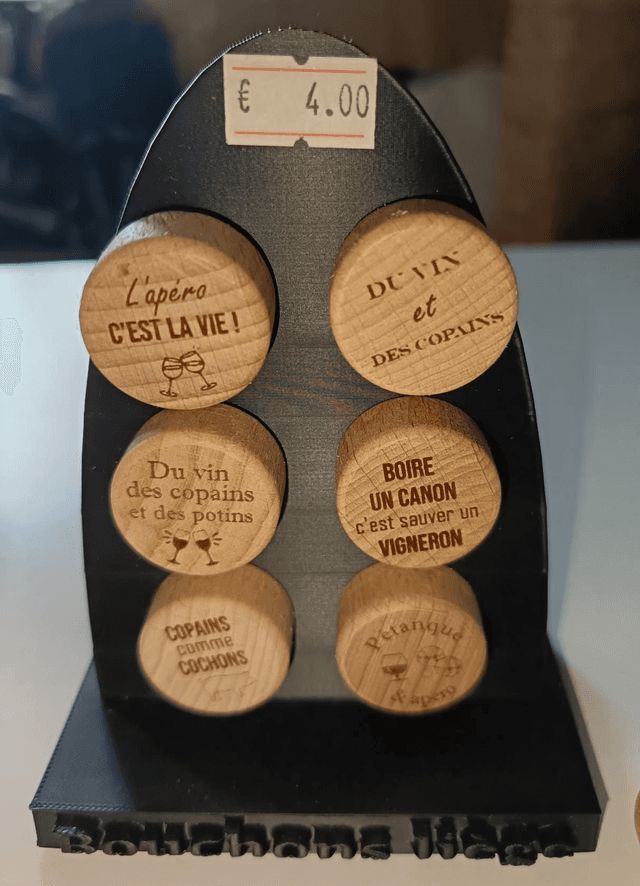 € 4.00
L'apéro
C'EST LA VIE !
DU VIN
et
DES COPAINS
Du vin
des copains
et des potins
BOIRE
UN CANON
c'est sauver un
VIGNERON
COPAINS
comme
COCHONS
Pétanque
& apéro
Bouchons liège